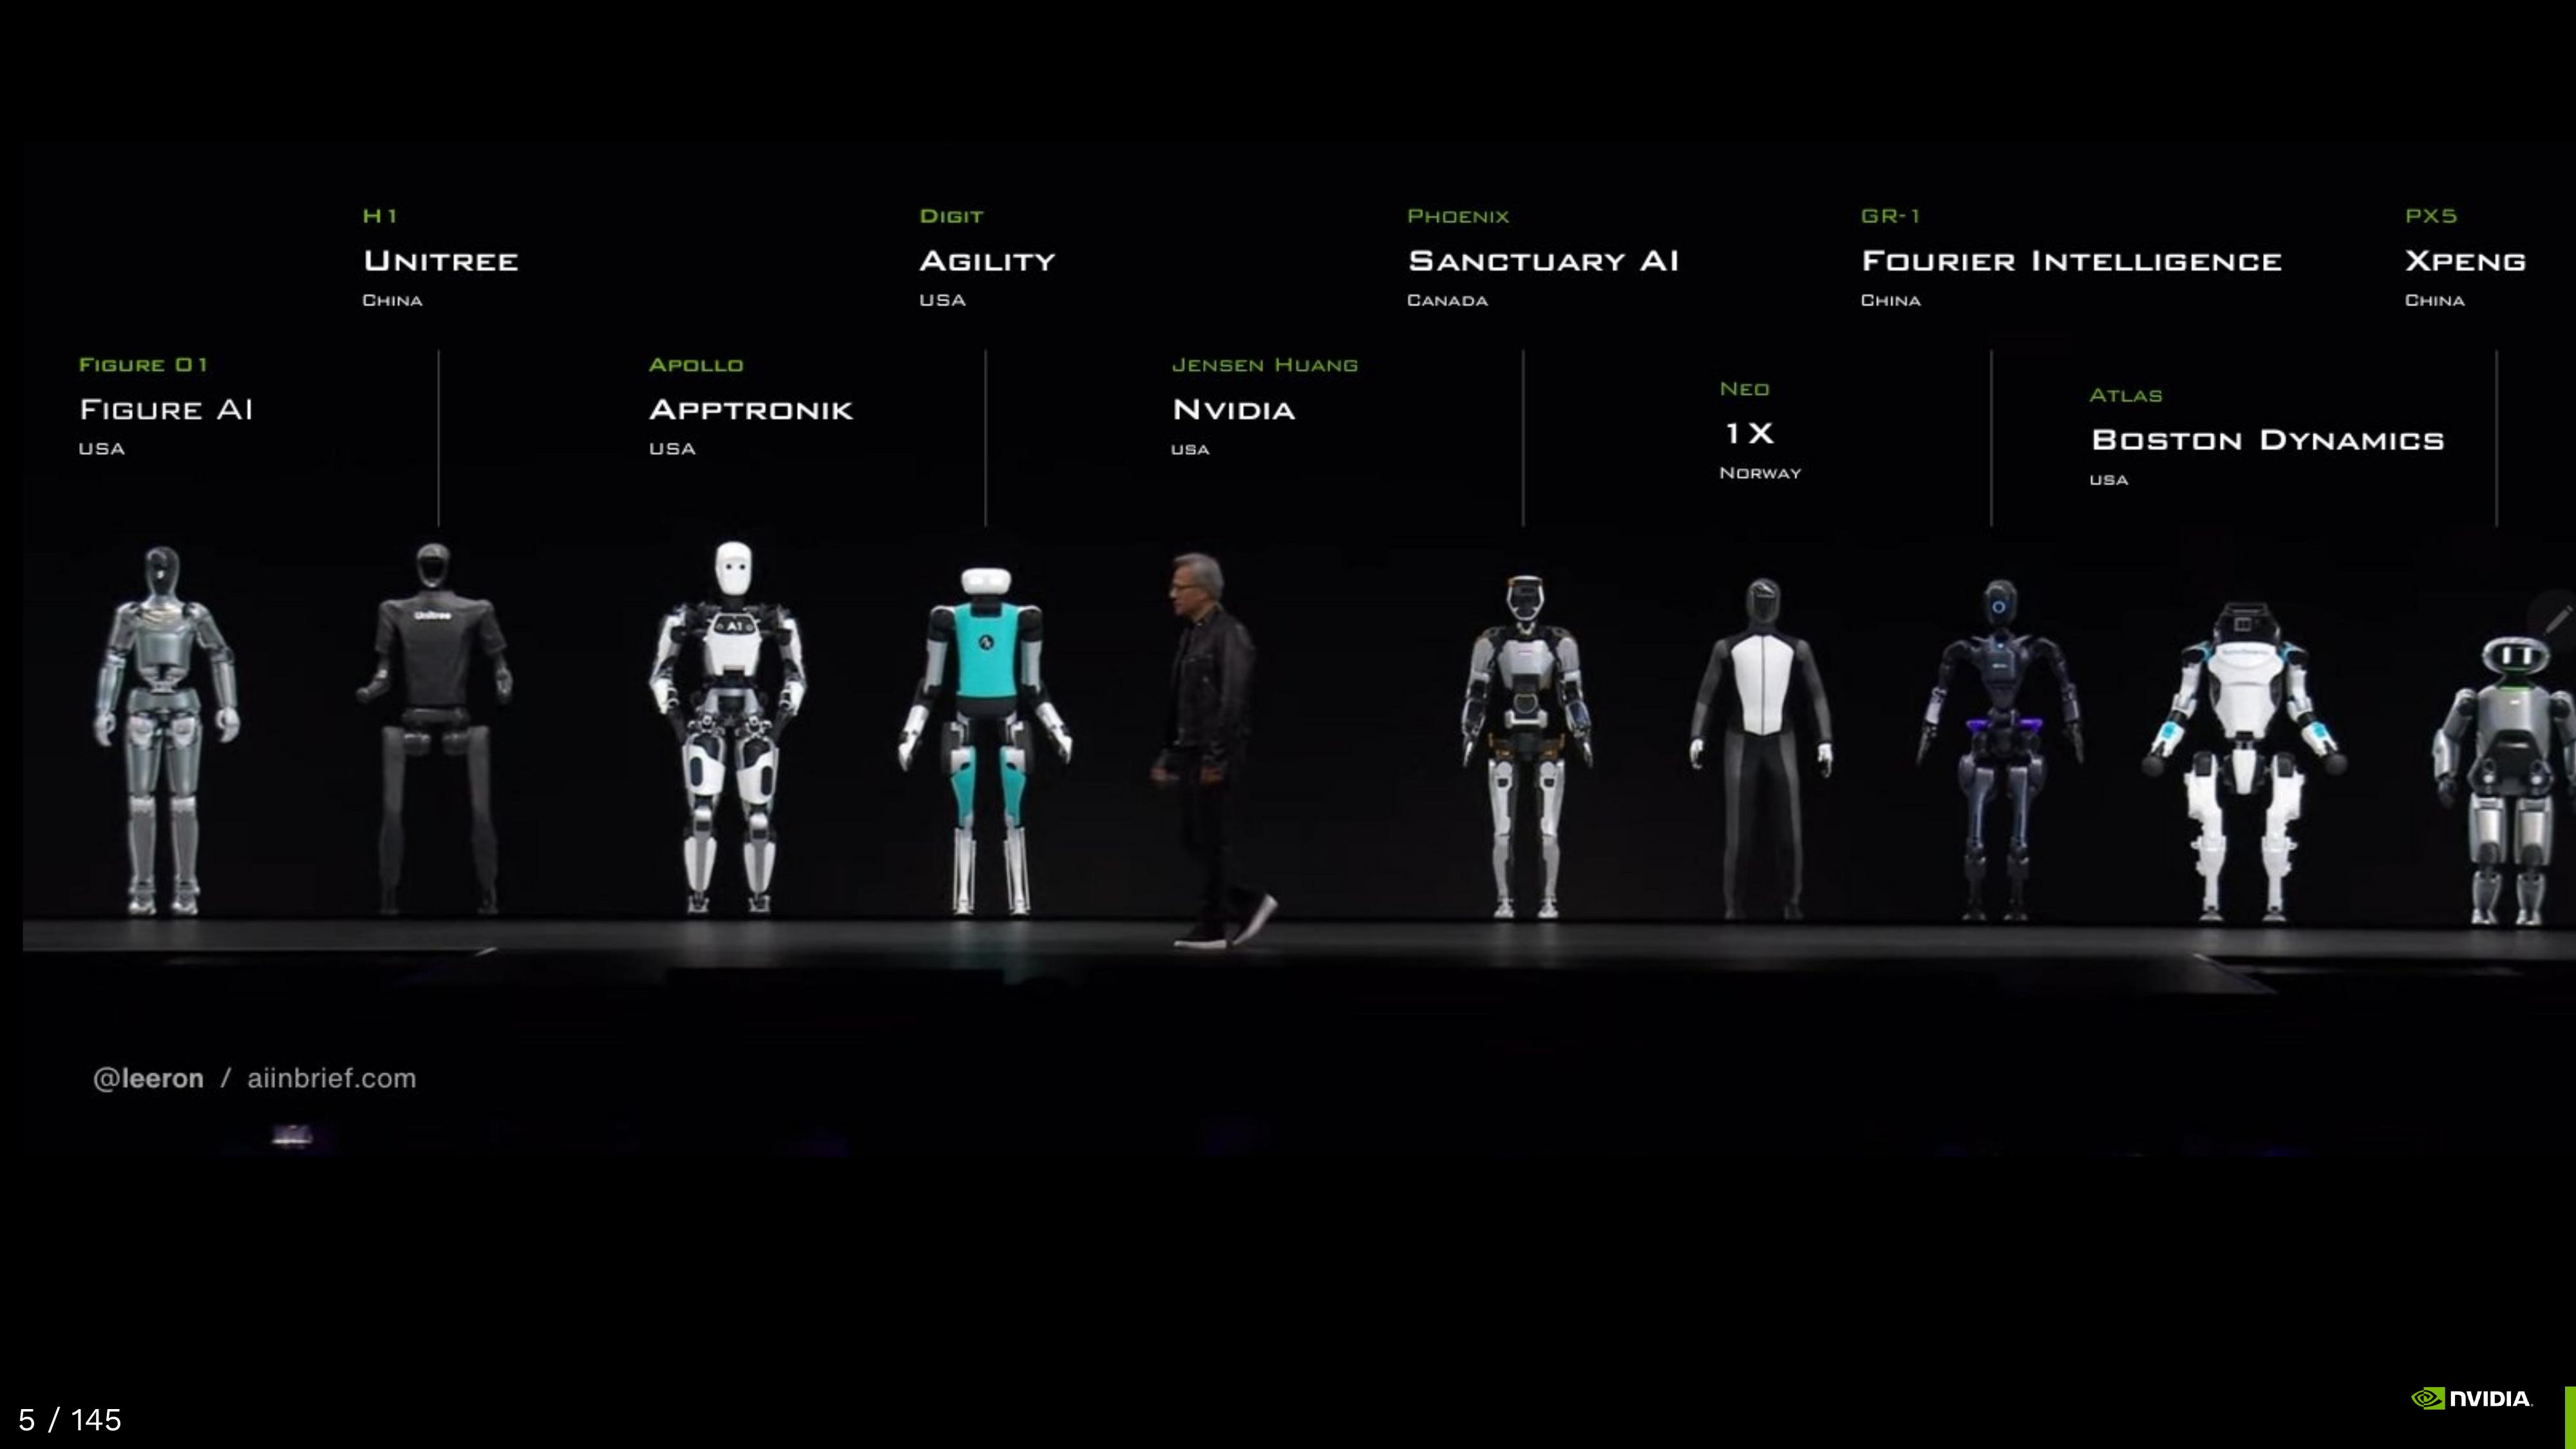 H1
UNITREE
CHINA
DIGIT
AGILITY
USA
PHOENIX
SANCTUARY AI
CANADA
GR-1
FOURIER INTELLIGENCE
CHINA
PX5
XPENG
CHINA
FIGURE 01
FIGURE AI
USA
APOLLO
APPTRONIK
USA
JENSEN HUANG
NVIDIA
USA
NEO
1X
NORWAY
ATLAS
BOSTON DYNAMICS
USA
Unitree
A1
@leeron / aiinbrief.com
5 / 145
NVIDIA